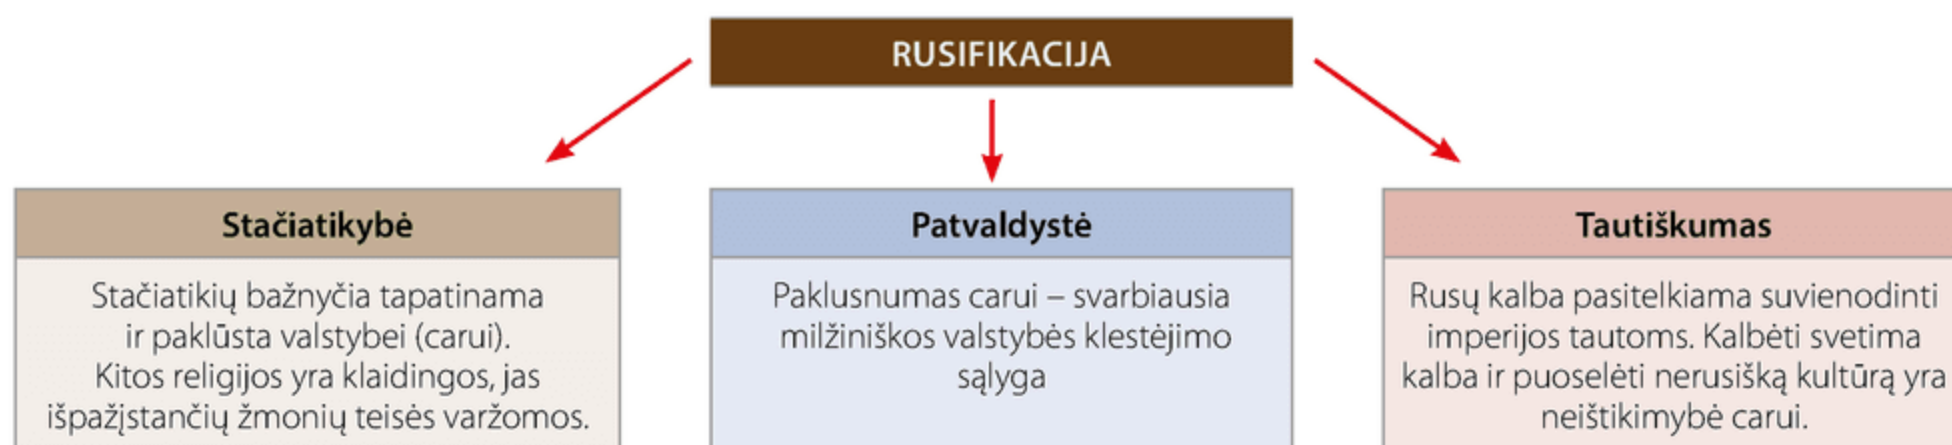 RUSIFIKACIJA
Stačiatikybė
Stačiatikių bažnyčia tapatinama
ir paklūsta valstybei (carui).
Kitos religijos yra klaidingos, jas
išpažįstančių žmonių teisės varžomos.
Patvaldystė
Paklusnumas carui – svarbiausia
milžiniškos valstybės klestėjimo
sąlyga
Tautiškumas
Rusų kalba pasitelkiama suvienodinti
imperijos tautoms. Kalbėti svetima
kalba ir puoselėti nerusišką kultūrą yra
neištikimybė carui.